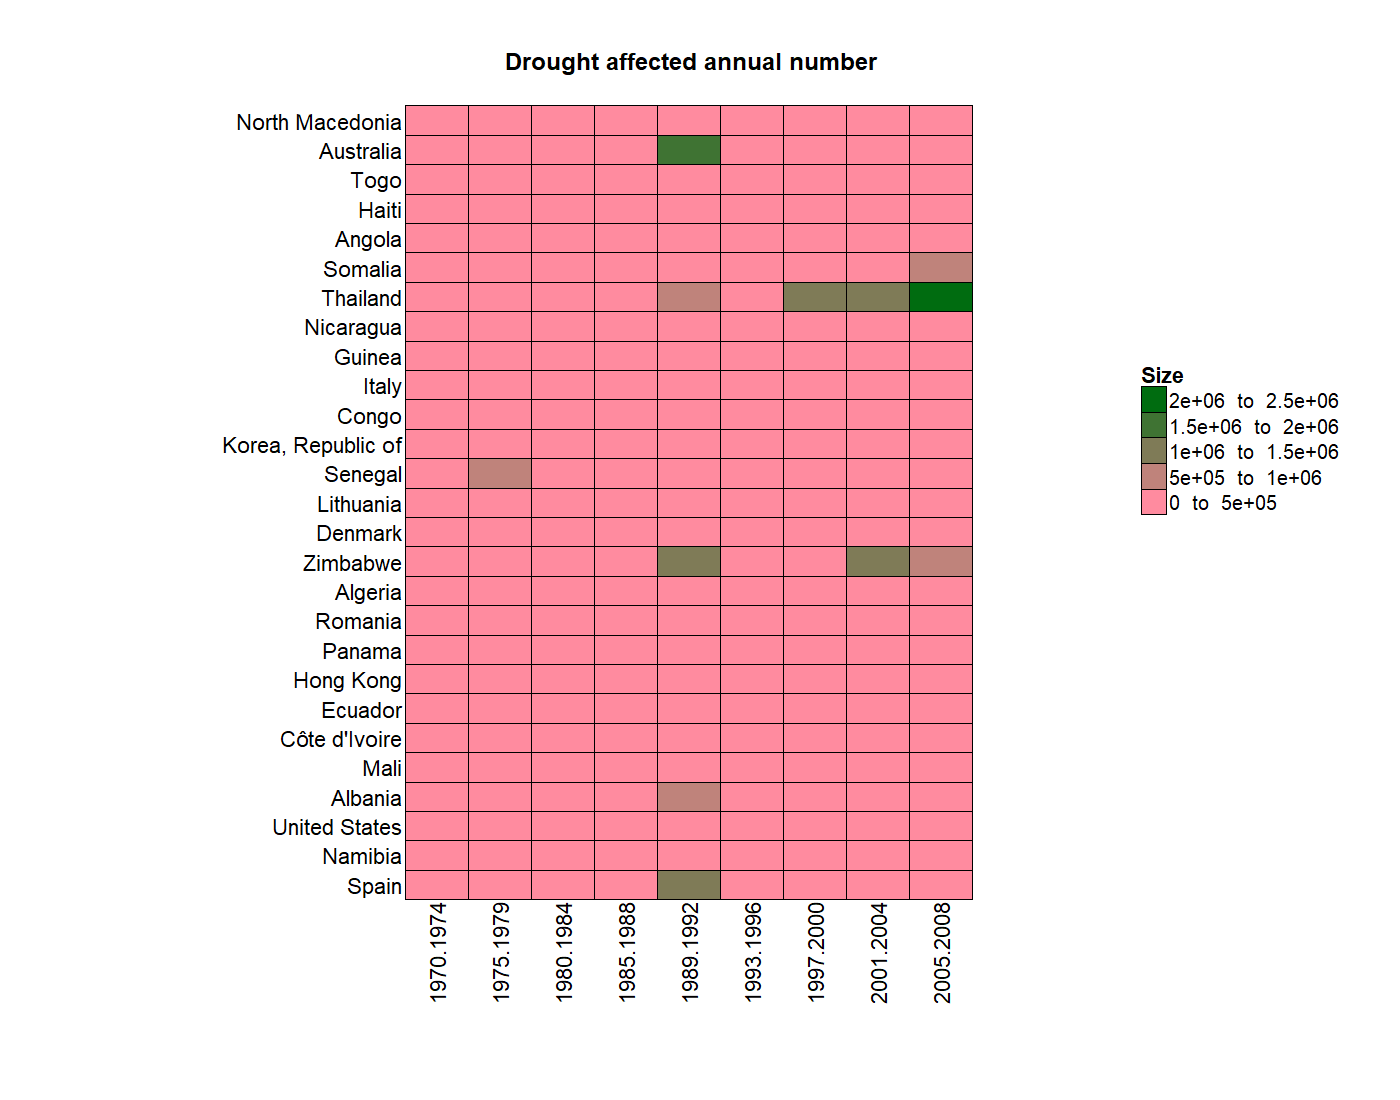 Drought affected annual number
North Macedonia
Australia
Togo
Haiti
Angola
Somalia
Thailand
Nicaragua
Guinea
Italy
Congo
Korea, Republic of
Senegal
Lithuania
Denmark
Zimbabwe
Algeria
Romania
Panama
Hong Kong
Ecuador
Côte d'Ivoire
Mali
Albania
United States
Namibia
Spain
1970.1974
1975.1979
1980.1984
1985.1988
1989.1992
1993.1996
1997.2000
2001.2004
2005.2008
Size
2e+06 to 2.5e+06
1.5e+06 to 2e+06
1e+06 to 1.5e+06
5e+05 to 1e+06
0 to 5e+05